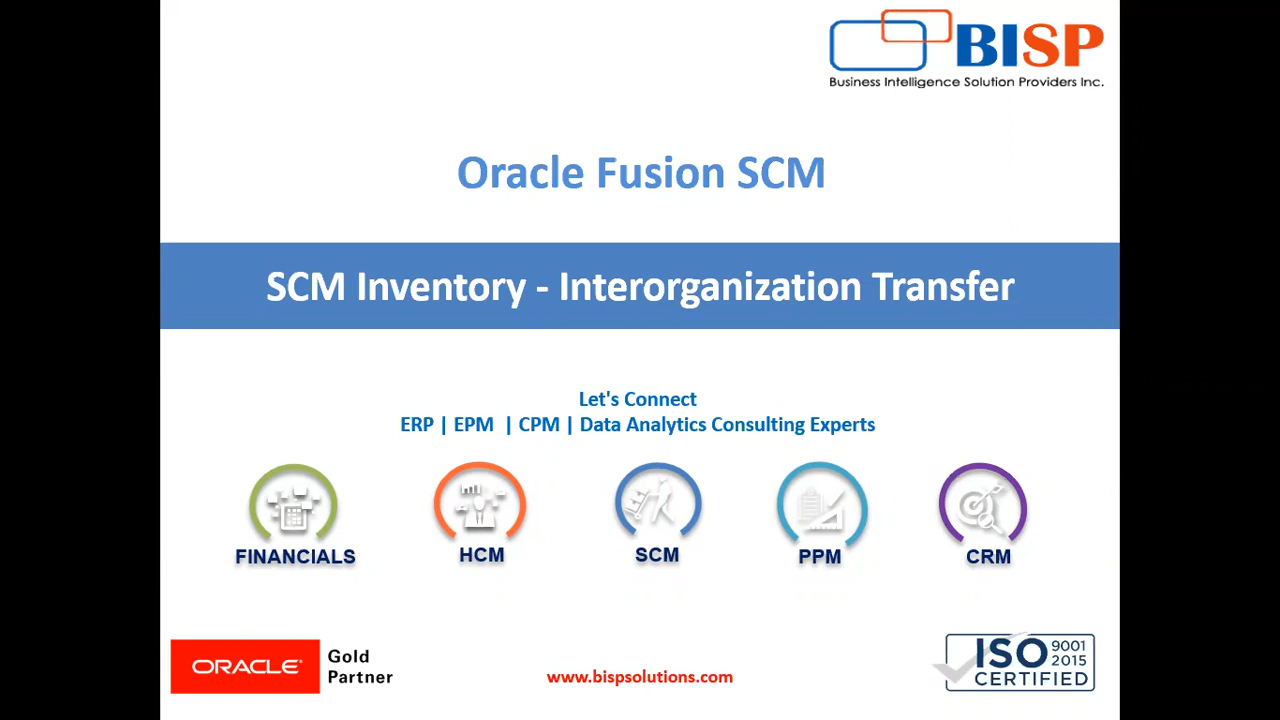 BISP
Business Intelligence Solution Providers Inc.
Oracle Fusion SCM
SCM Inventory - Interorganization Transfer
Let's Connect
ERP | EPM | CPM | Data Analytics Consulting Experts
FINANCIALS
HCM
SCM
PPM
CRM
ORACLE® Gold Partner
www.bispsolutions.com
ISO 9001 2015
CERTIFIED